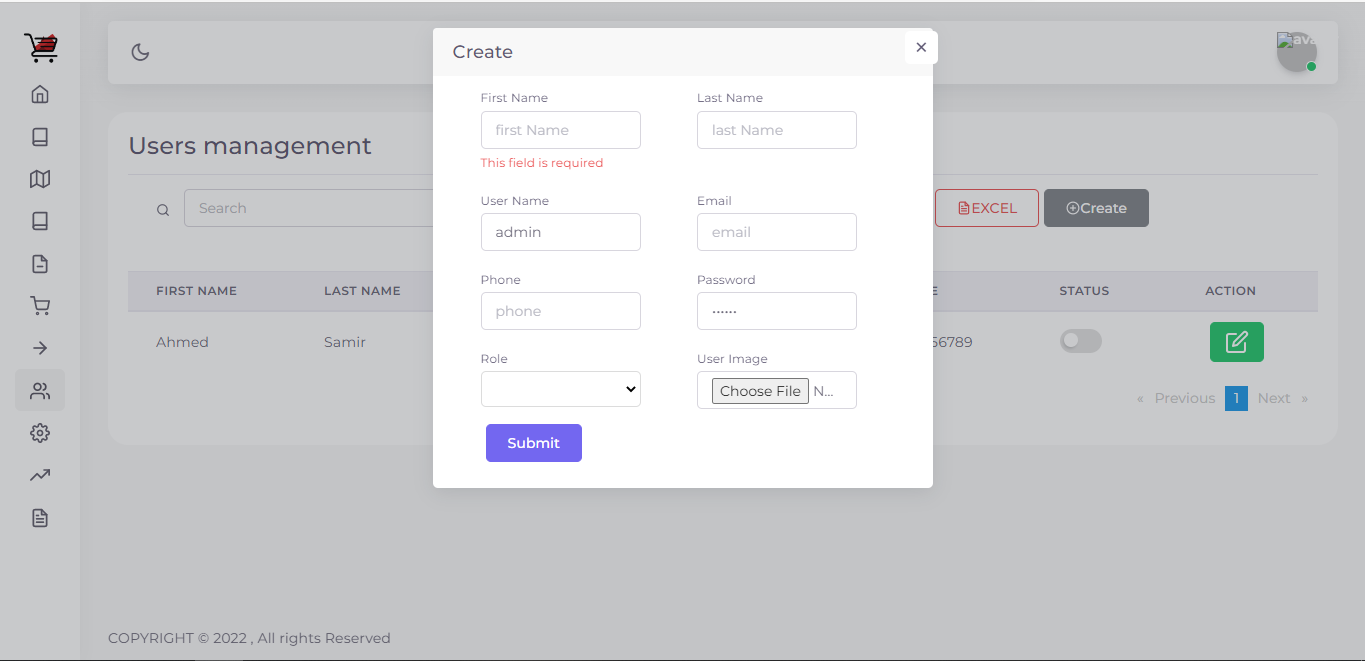 Create
ava
First Name
Last Name
first Name
last Name
This field is required
Users management
Search
EXCEL
Create
User Name
Email
admin
email
Phone
Password
phone
••••••
FIRST NAME
LAST NAME
STATUS
ACTION
Ahmed
Samir
56789
Role
User Image
Choose File N...
« Previous 1 Next »
Submit
COPYRIGHT © 2022 , All rights Reserved